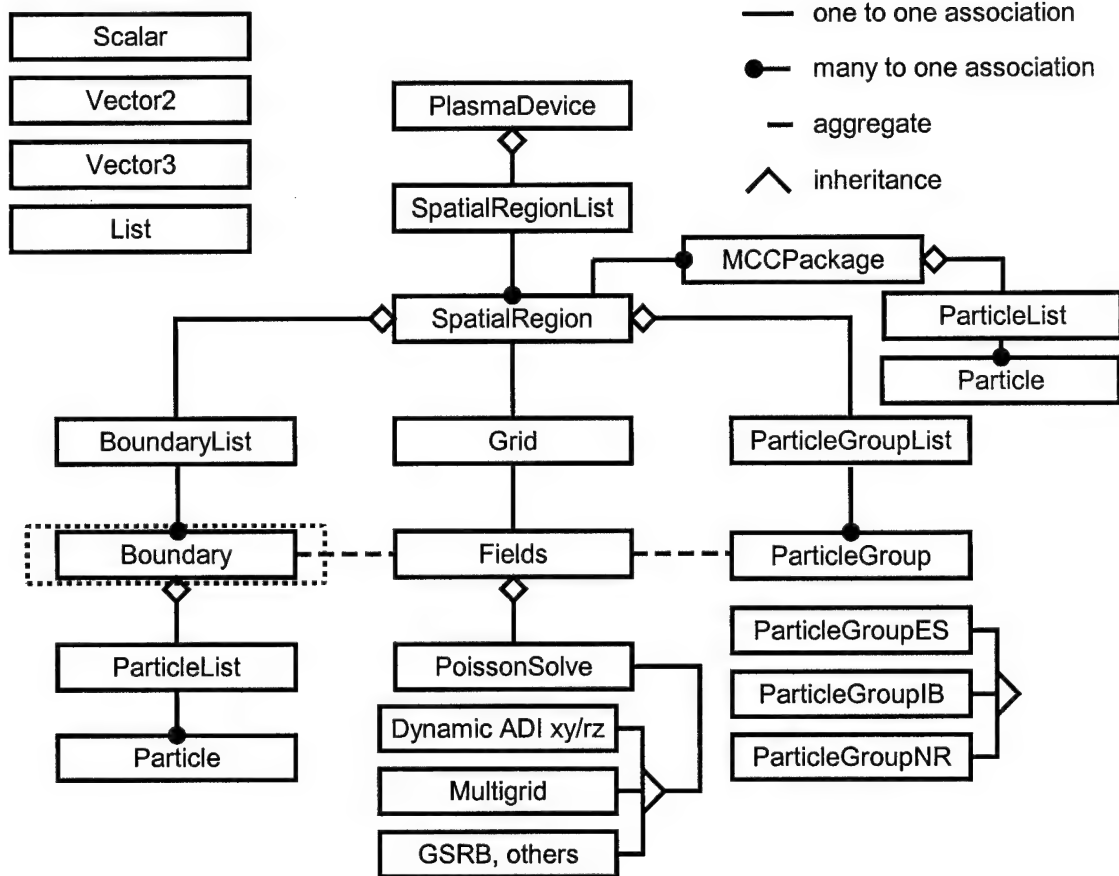 Scalar
Vector2
Vector3
List
one to one association
many to one association
aggregate
inheritance
PlasmaDevice
SpatialRegionList
MCCPackage
SpatialRegion
ParticleList
Particle
BoundaryList
Grid
ParticleGroupList
Boundary
Fields
ParticleGroup
ParticleList
PoissonSolve
ParticleGroupES
Particle
Dynamic ADI xy/rz
ParticleGroupIB
Multigrid
ParticleGroupNR
GSRB, others